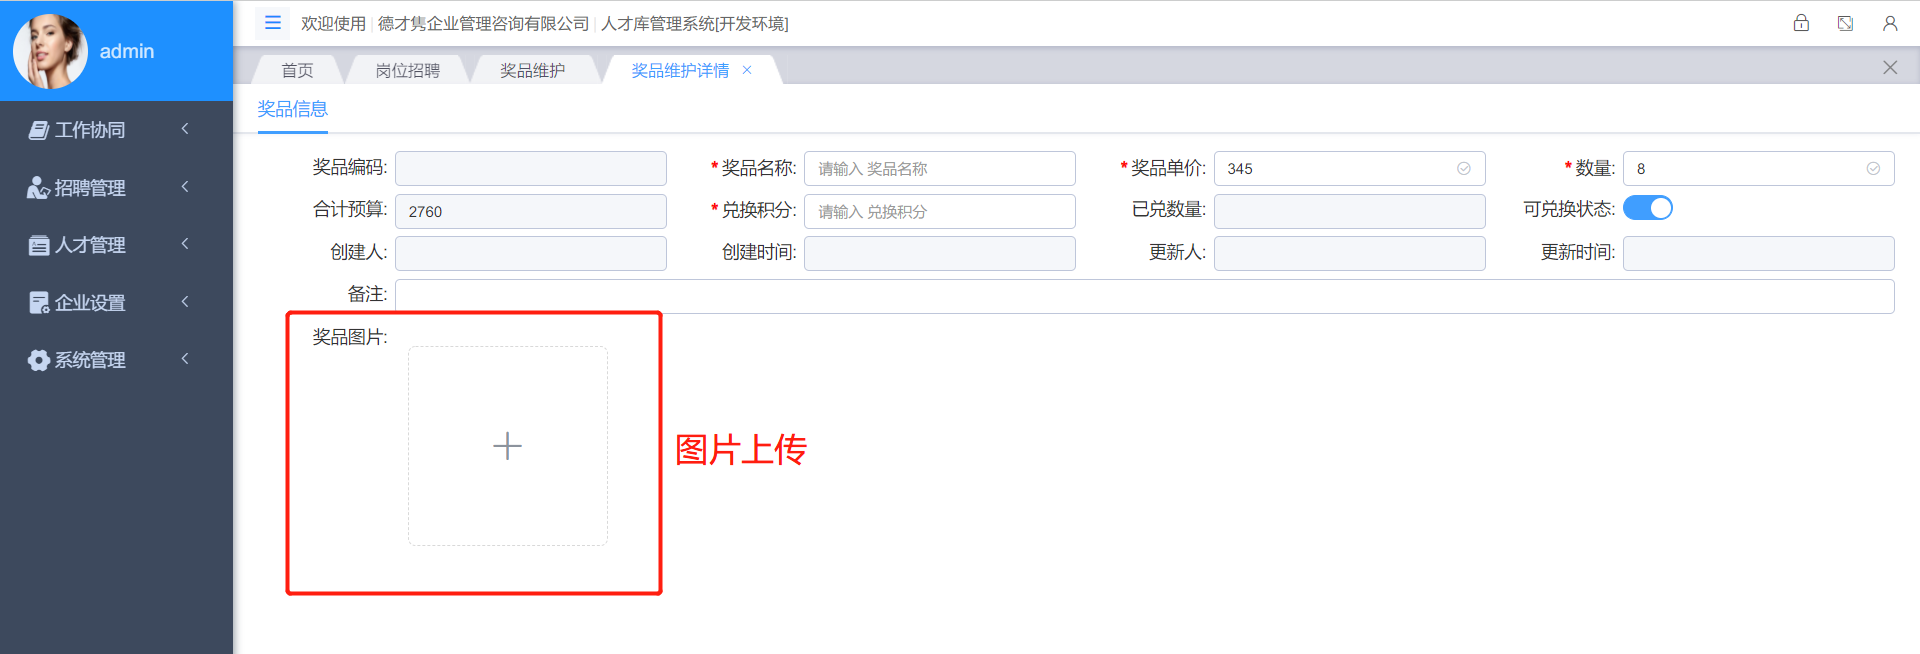 admin
欢迎使用 | 德才隽企业管理咨询有限公司 | 人才库管理系统[开发环境]
首页 岗位招聘 奖品维护 奖品维护详情 ×
奖品信息
工作协同
招聘管理
人才管理
企业设置
系统管理
奖品编码: * 奖品名称: 请输入 奖品名称 * 奖品单价: 345 * 数量: 8
合计预算: 2760 * 兑换积分: 请输入 兑换积分 已兑数量: 可兑换状态:
创建人: 创建时间: 更新人: 更新时间:
备注:
奖品图片:
图片上传